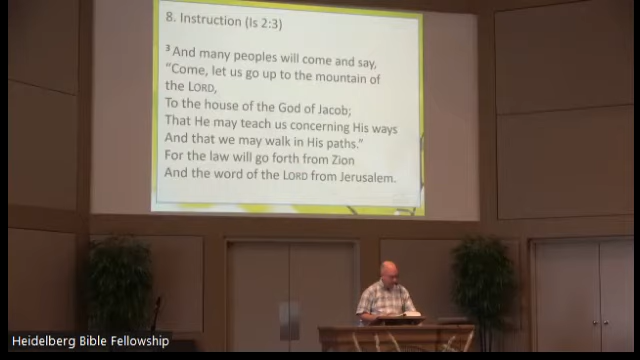 8. Instruction (Is 2:3)
3 And many peoples will come and say,
“Come, let us go up to the mountain of
the LORD,
To the house of the God of Jacob;
That He may teach us concerning His ways
And that we may walk in His paths.”
For the law will go forth from Zion
And the word of the LORD from Jerusalem.
Heidelberg Bible Fellowship